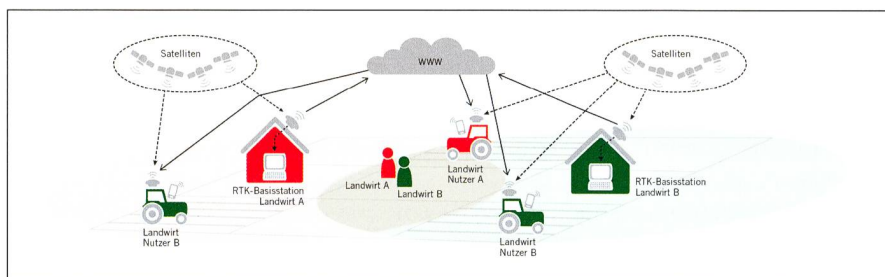 Satelliten
WWW
Satelliten
RTK-Basisstation
Landwirt A
Landwirt A
Landwirt B
Landwirt
Nutzer A
RTK-Basisstation
Landwirt B
Landwirt
Nutzer B
Landwirt
Nutzer B